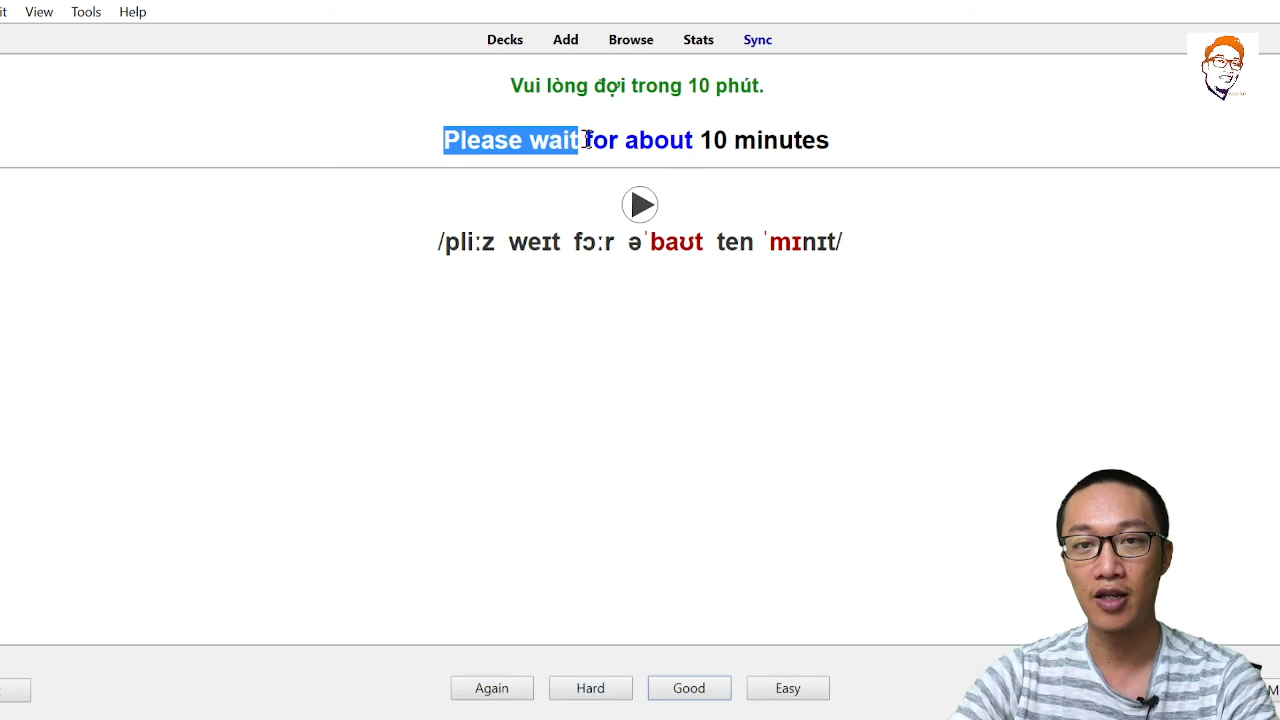 it View Tools Help
Decks Add Browse Stats Sync
Vui lòng đợi trong 10 phút.
Please wait for about 10 minutes
/pliːz weɪt fɔːr əˈbaʊt ten ˈmɪnɪt/
Again Hard Good Easy
M